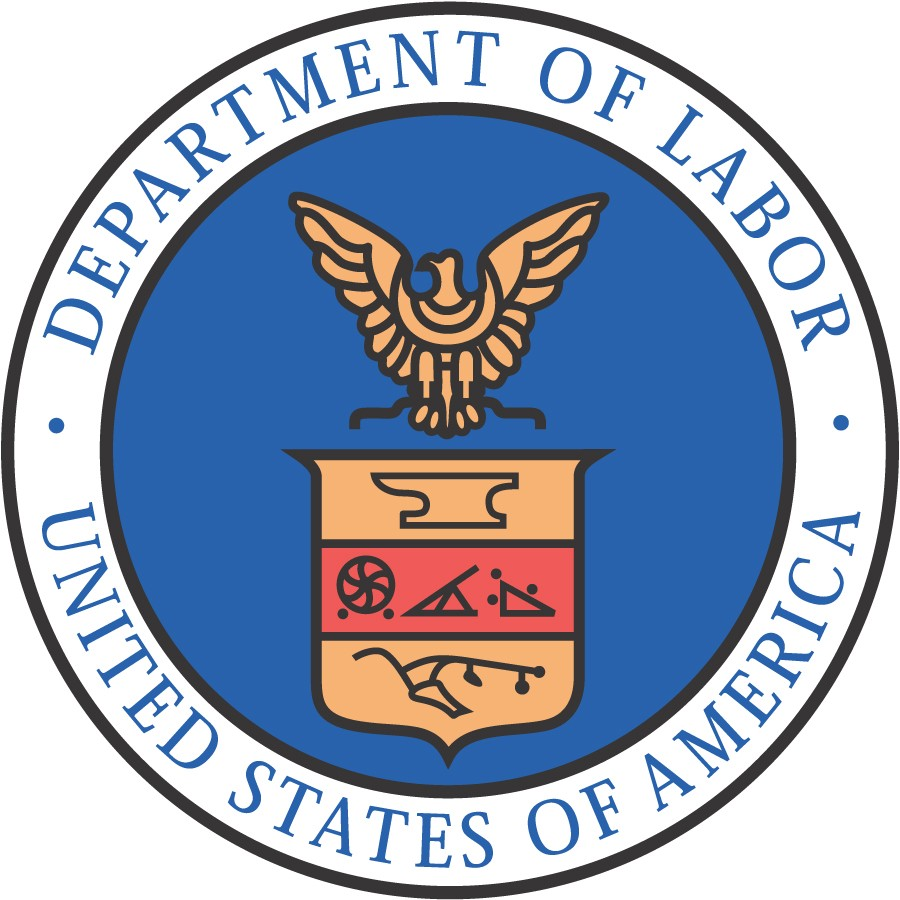 DEPARTMENT OF LABOR
UNITED STATES OF AMERICA